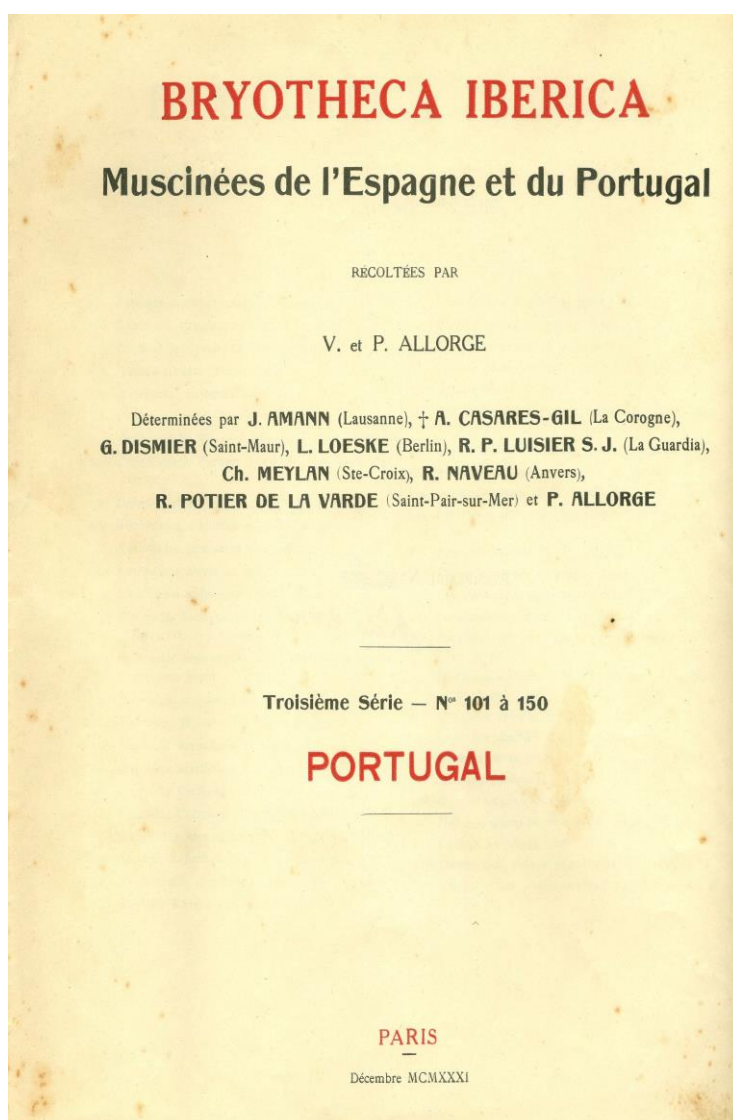 BRYOTHECA IBERICA
Muscinées de l'Espagne et du Portugal
RÉCOLTÉES PAR
V. et P. ALLORGE
Déterminées par J. AMANN (Lausanne), † A. CASARES-GIL (La Corogne),
G. DISMIER (Saint-Maur), L. LOESKE (Berlin), R. P. LUISIER S. J. (La Guardia),
Ch. MEYLAN (Ste-Croix), R. NAVEAU (Anvers),
R. POTIER DE LA VARDE (Saint-Pair-sur-Mer) et P. ALLORGE
Troisième Série — Nos 101 à 150
PORTUGAL
PARIS
Décembre MCMXXXI